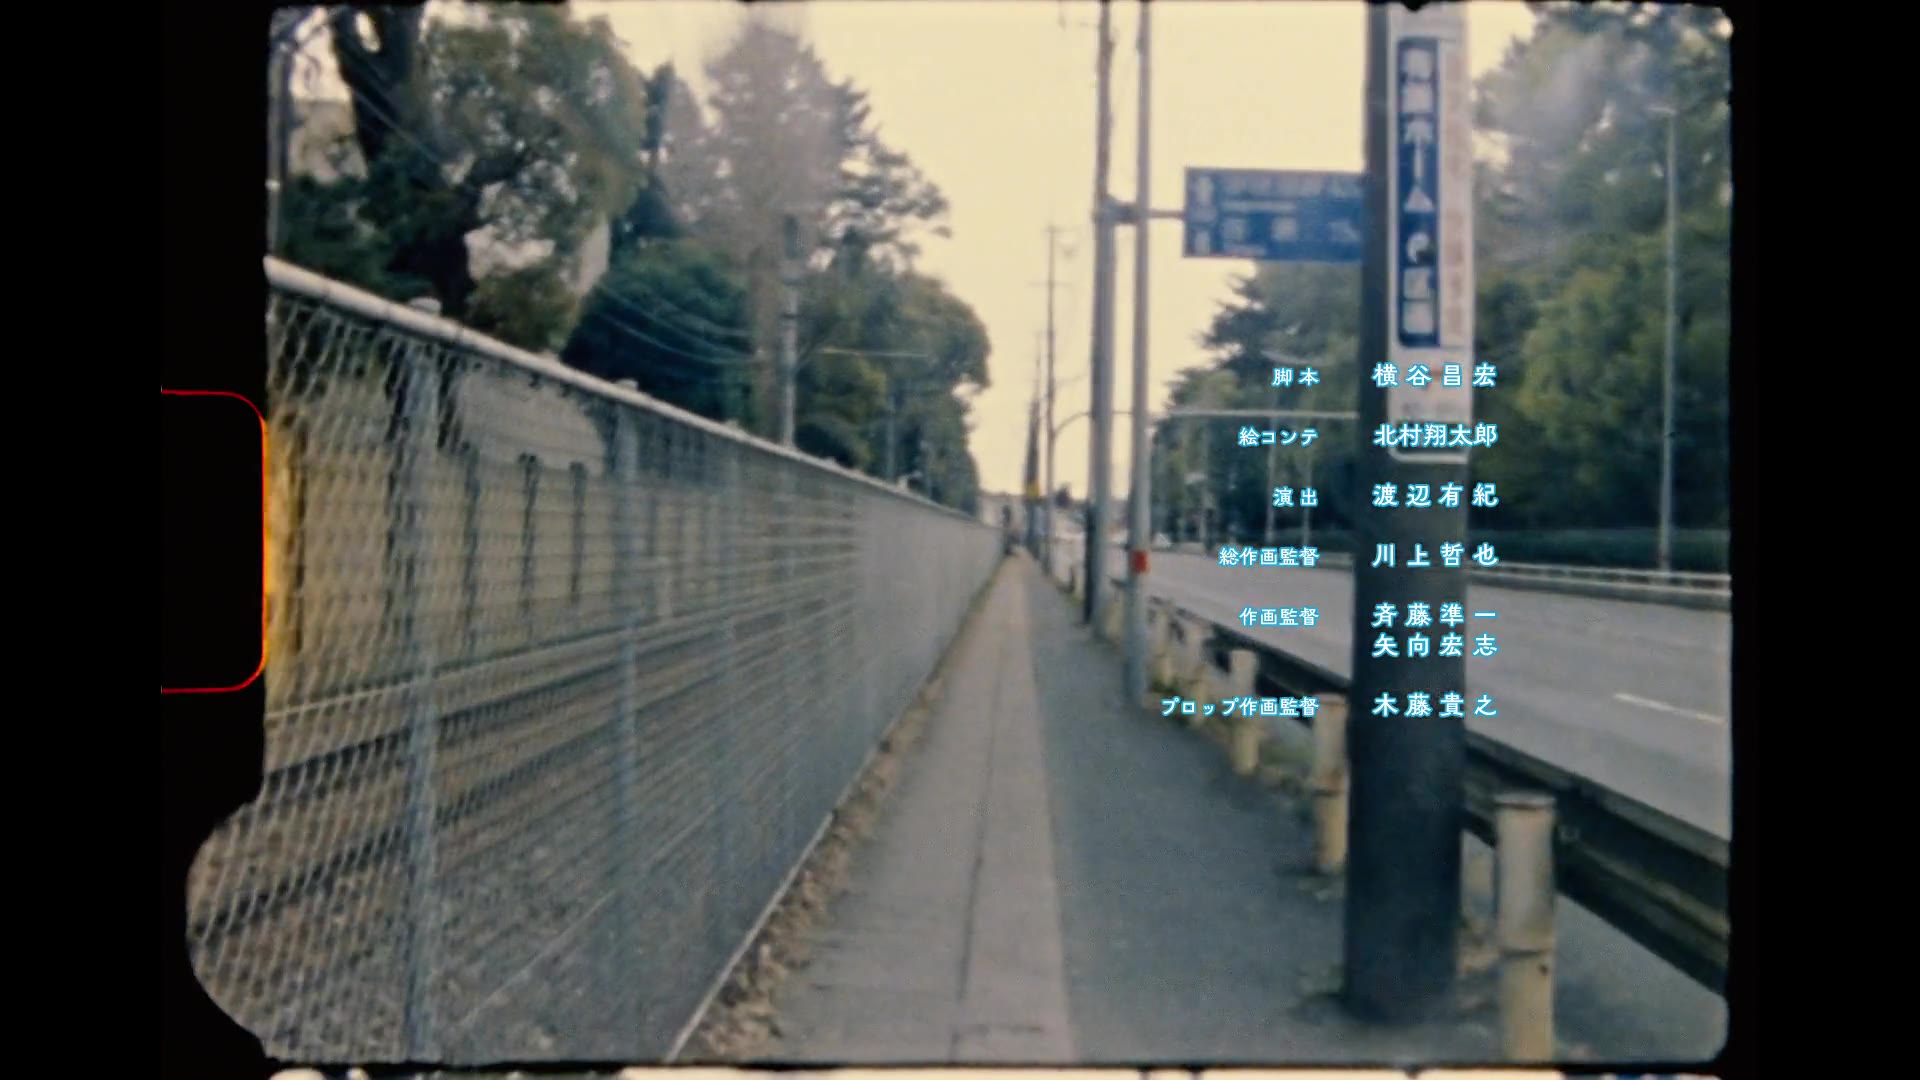 脚本 横谷昌宏
絵コンテ 北村翔太郎
演出 渡辺有紀
総作画監督 川上哲也
作画監督 斉藤準一
矢向宏志
プロップ作画監督 木藤貴之